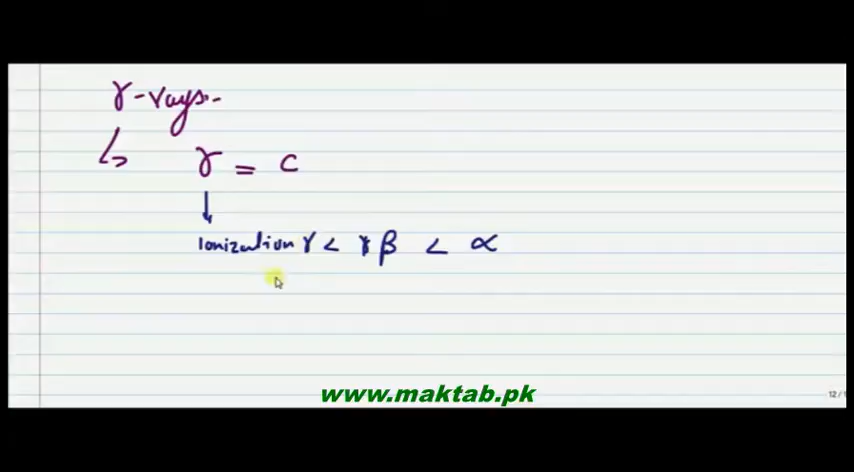 γ-rays:-
γ = c
Ionization γ < γ β < α
www.maktab.pk